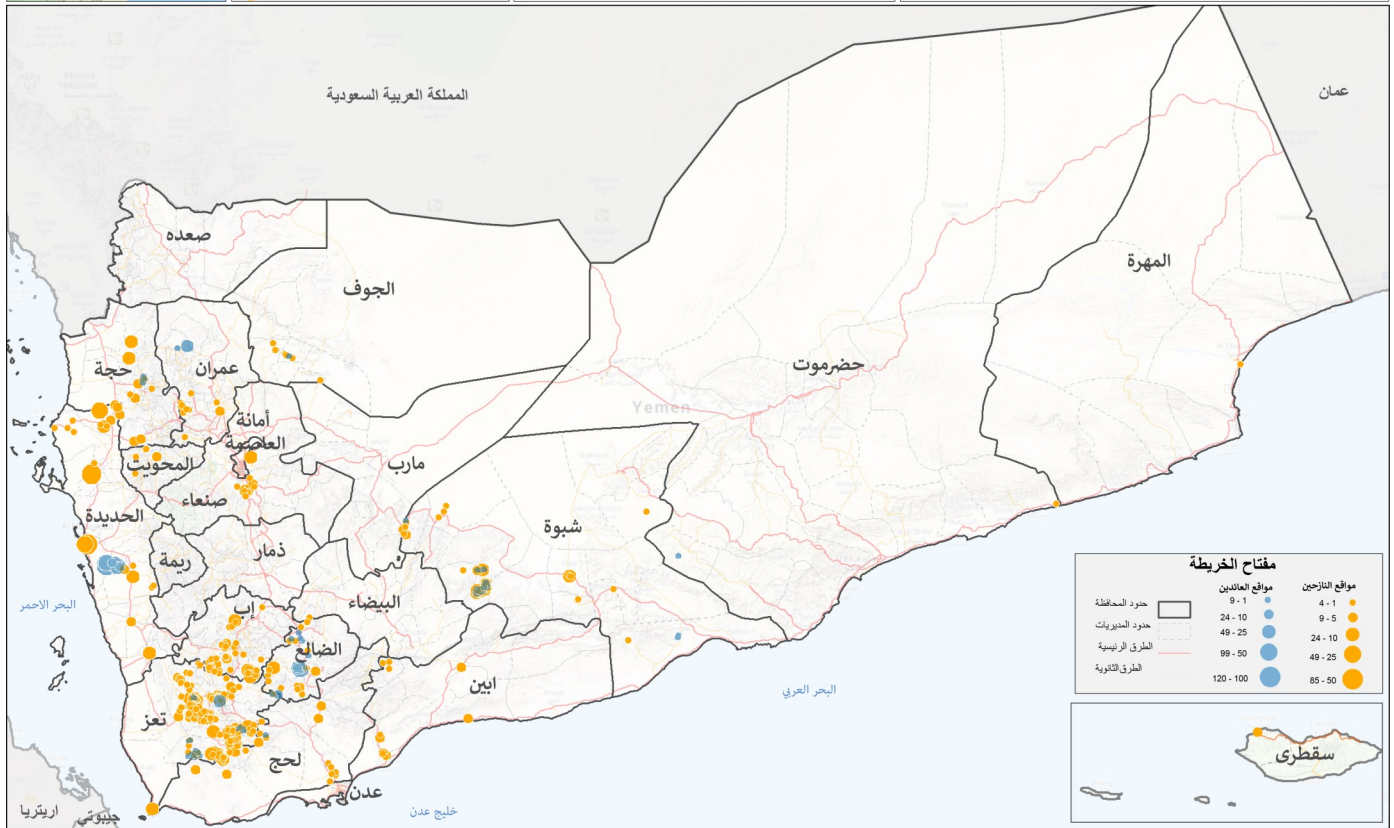 المملكة العربية السعودية
عمان
صعده
الجوف
المهرة
حضرموت
عمران
حجة
أمانة
العاصمة
Yemen
مارب
المحويت
صنعاء
الحديدة
شبوة
ذمار
ريمة
البيضاء
البحر الاحمر
إب
الضالع
ابين
البحر العربي
تعز
لحج
عدن
خليج عدن
اريتريا
جيبوتي
سقطرى
مفتاح الخريطة
مواقع النازحين
4 - 1
9 - 5
24 - 10
49 - 25
85 - 50
مواقع العائدين
9 - 1
24 - 10
49 - 25
99 - 50
120 - 100
حدود المحافظة
حدود المديريات
الطرق الرئيسية
الطرق الثانوية